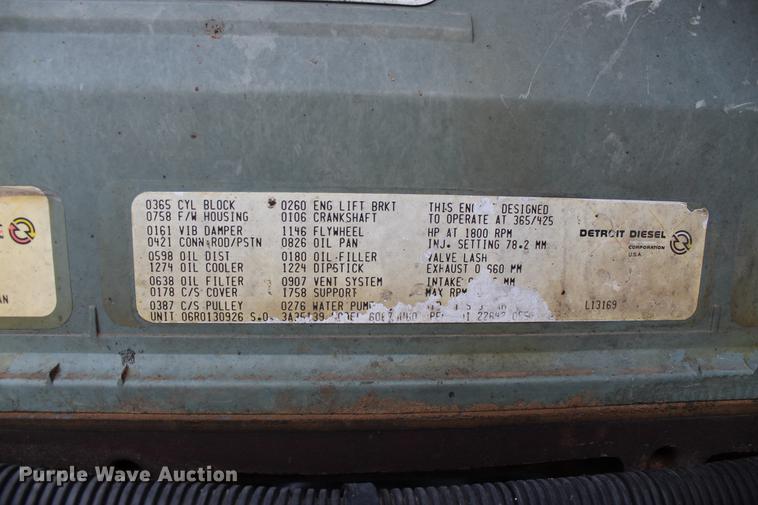 0365 CYL BLOCK
0758 F/W HOUSING
0161 VIB DAMPER
0421 CONN ROD/PSTN
0598 OIL DIST
1274 OIL COOLER
0638 OIL FILTER
0178 C/S COVER
0387 C/S PULLEY
0260 ENG LIFT BRKT
0106 CRANKSHAFT
1146 FLYWHEEL
0826 OIL PAN
0180 OIL FILLER
1224 DIPSTICK
0907 VENT SYSTEM
1758 SUPPORT
0276 WATER PUMP
THIS DESIGNED
TO OPERATE AT 365/425
HP AT 1800 RPM
INJ. SETTING 78.2 MM
VALVE LASH
EXHAUST 0 660 MM
INTAKE MM
MAX RPM
UNIT 06R0130926 S.O.
DETROIT DIESEL
CORPORATION
U.S.A.
L13169
AN
Purple Wave Auction